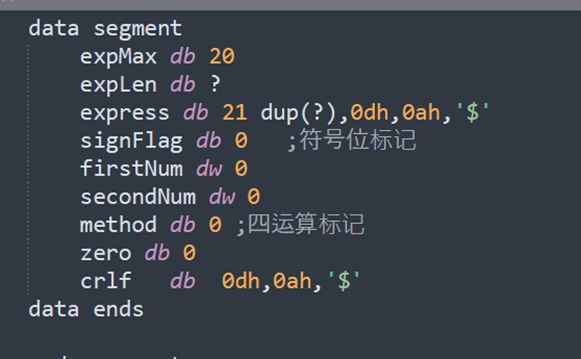 data segment
expMax db 20
expLen db ?
express db 21 dup(?),0dh,0ah,'$'
signFlag db 0 ;符号位标记
firstNum dw 0
secondNum dw 0
method db 0 ;四运算标记
zero db 0
crlf db 0dh,0ah,'$'
data ends